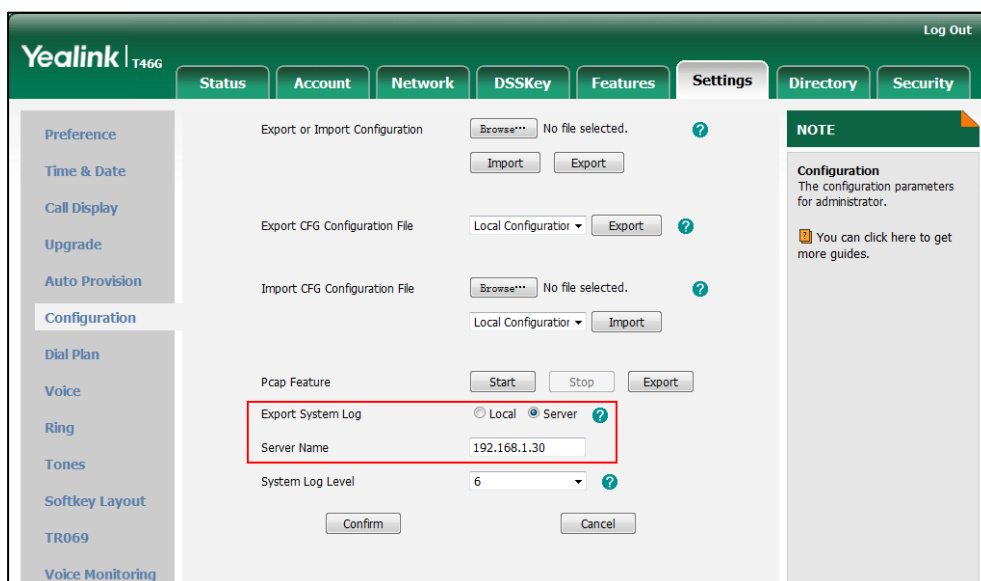 Log Out
Yealink T46G
Status Account Network DSSKey Features Settings Directory Security
Preference
Time & Date
Call Display
Upgrade
Auto Provision
Configuration
Dial Plan
Voice
Ring
Tones
Softkey Layout
TR069
Voice Monitoring
Export or Import Configuration Browse... No file selected. ?
Import Export
Export CFG Configuration File Local Configuration Export ?
Import CFG Configuration File Browse... No file selected. ?
Local Configuration Import
Pcap Feature Start Stop Export
Export System Log Local Server ?
Server Name 192.168.1.30
System Log Level 6 ?
Confirm Cancel
NOTE
Configuration
The configuration parameters
for administrator.
? You can click here to get
more guides.